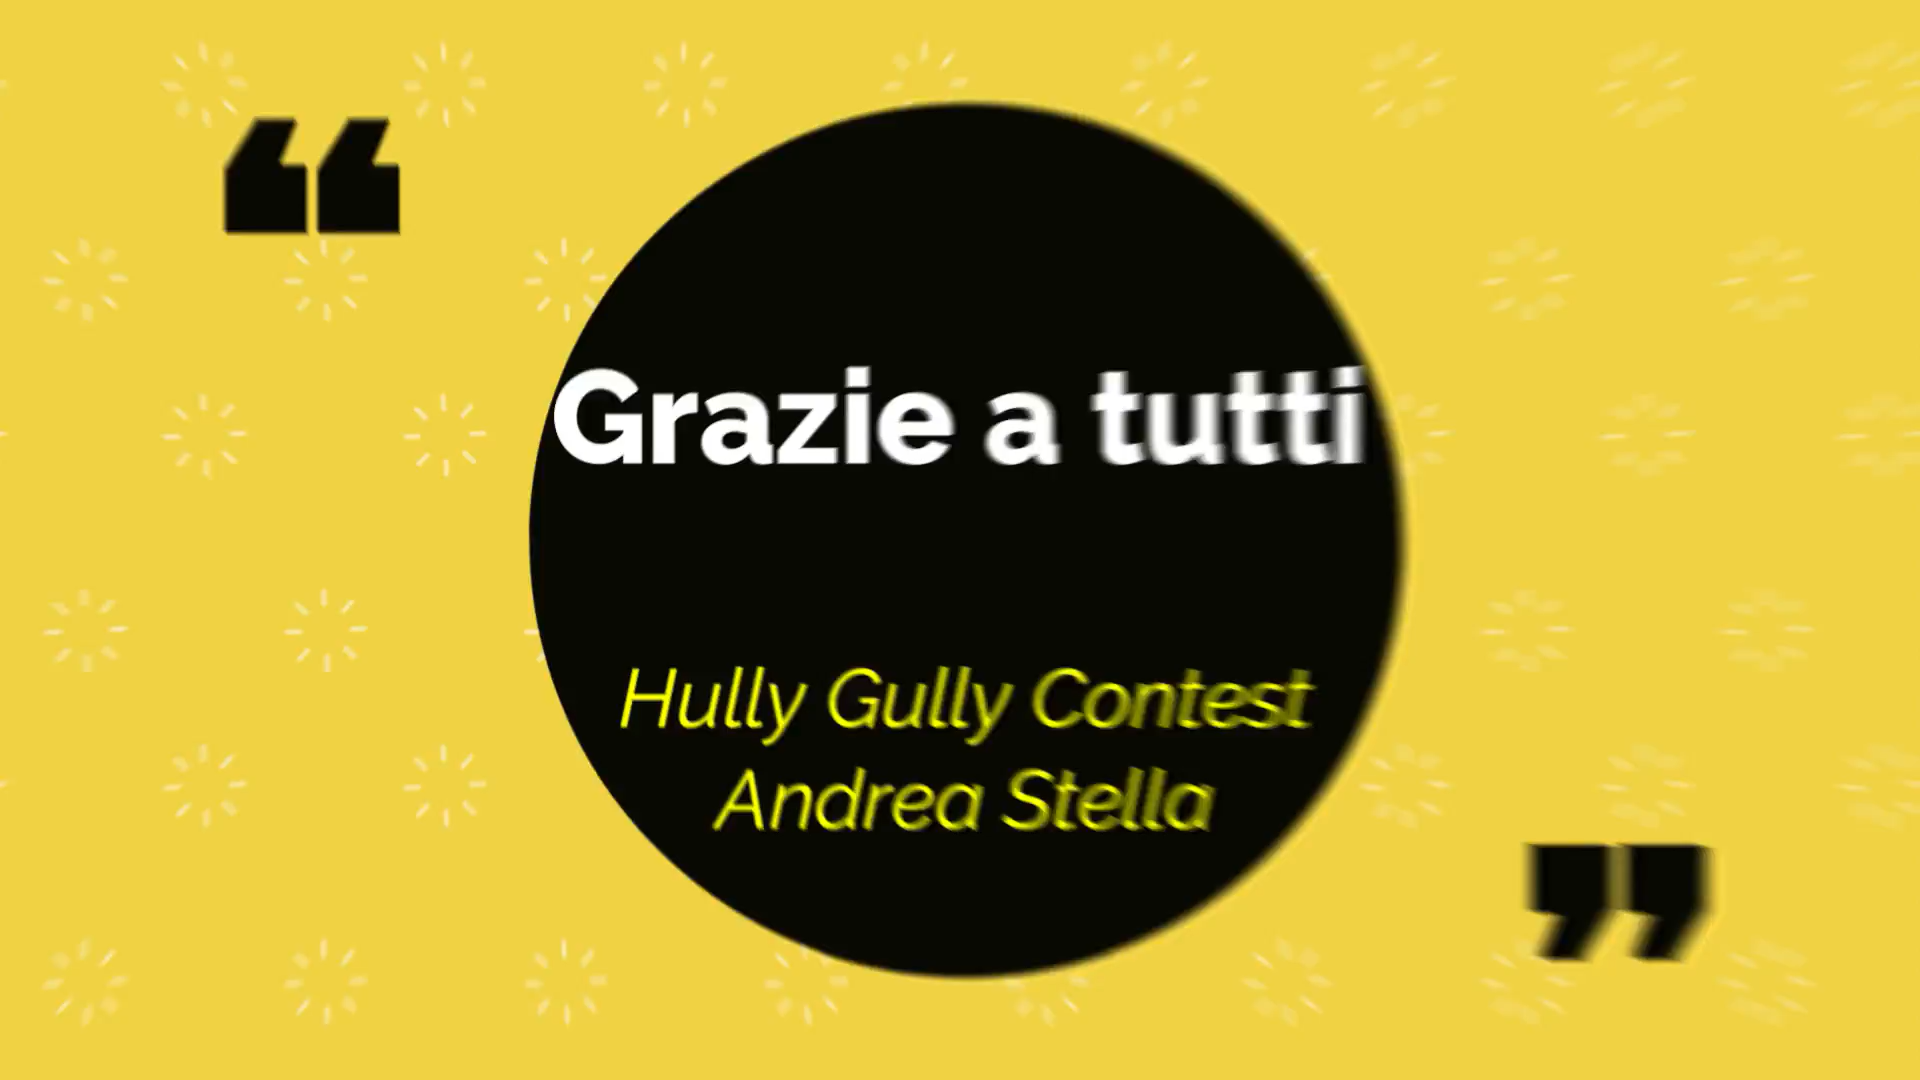 “
Grazie a tutti
Hully Gully Contest
Andrea Stella
”